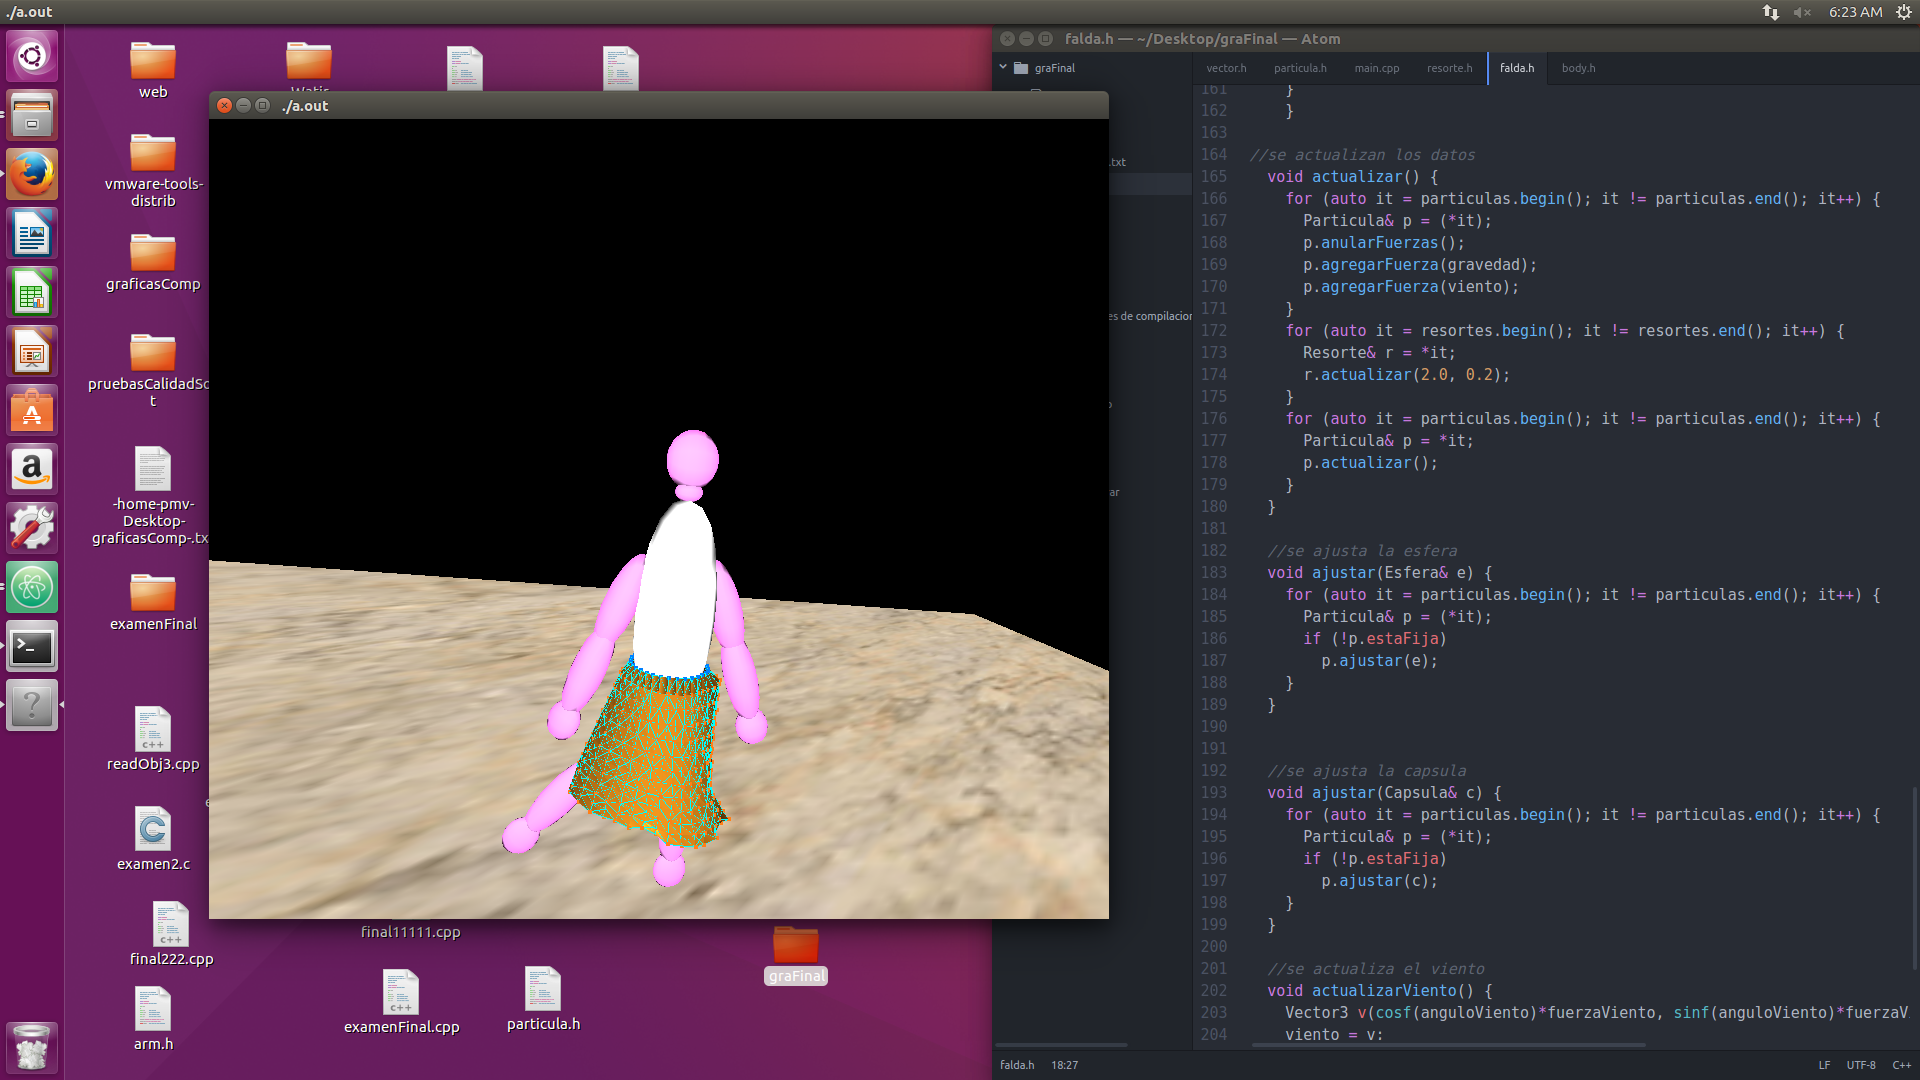 ./a.out
6:23 AM
web
Watir
vmware-tools-
distrib
graficasComp
pruebasCalidadSc
t
-home-pmv-
Desktop-
graficasComp-.tx
examenFinal
readObj3.cpp
examen2.c
final222.cpp
arm.h
final11111.cpp
examenFinal.cpp
particula.h
graFinal
./a.out
falda.h — ~/Desktop/graFinal — Atom
graFinal
.txt
es de compilacion
ar
vector.h particula.h main.cpp resorte.h falda.h body.h
161 }
162 }
163
164 //se actualizan los datos
165 void actualizar() {
166 for (auto it = particulas.begin(); it != particulas.end(); it++) {
167 Particula& p = (*it);
168 p.anularFuerzas();
169 p.agregarFuerza(gravedad);
170 p.agregarFuerza(viento);
171 }
172 for (auto it = resortes.begin(); it != resortes.end(); it++) {
173 Resorte& r = *it;
174 r.actualizar(2.0, 0.2);
175 }
176 for (auto it = particulas.begin(); it != particulas.end(); it++) {
177 Particula& p = *it;
178 p.actualizar();
179 }
180 }
181
182 //se ajusta la esfera
183 void ajustar(Esfera& e) {
184 for (auto it = particulas.begin(); it != particulas.end(); it++) {
185 Particula& p = (*it);
186 if (!p.estaFija)
187 p.ajustar(e);
188 }
189 }
190
191
192 //se ajusta la capsula
193 void ajustar(Capsula& c) {
194 for (auto it = particulas.begin(); it != particulas.end(); it++) {
195 Particula& p = (*it);
196 if (!p.estaFija)
197 p.ajustar(c);
198 }
199 }
200
201 //se actualiza el viento
202 void actualizarViento() {
203 Vector3 v(cosf(anguloViento)*fuerzaViento, sinf(anguloViento)*fuerzaV
204 viento = v;
falda.h 18:27
LF UTF-8 C++